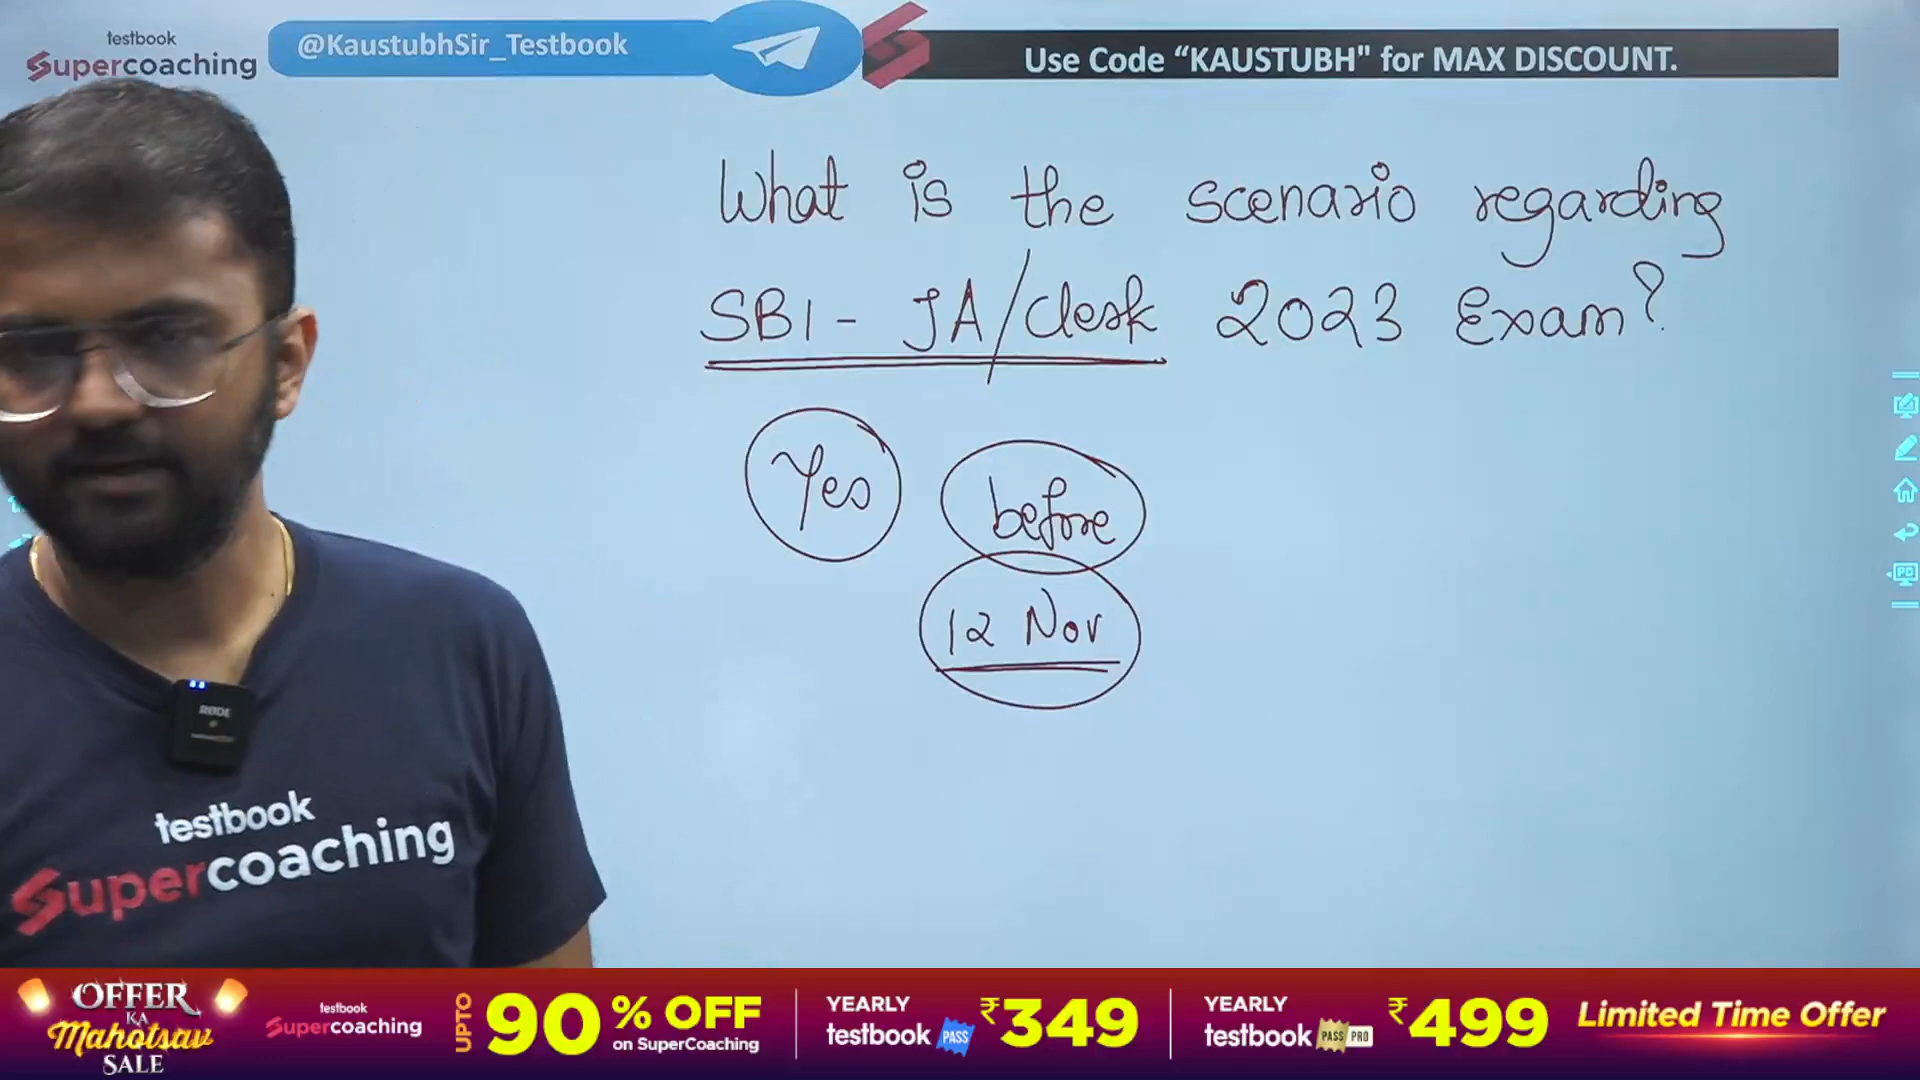 testbook
Supercoaching
@KaustubhSir_Testbook
Use Code “KAUSTUBH" for MAX DISCOUNT.
What is the scenario regarding
SBI - JA/Clerk 2023 Exam?
Yes
before
12 Nov
RØDE
testbook
Supercoaching
OFFER
KA
Mahotsav
SALE
testbook
Supercoaching
UPTO
90% OFF
on SuperCoaching
YEARLY
testbook PASS
₹349
YEARLY
testbook PASS PRO
₹499
Limited Time Offer